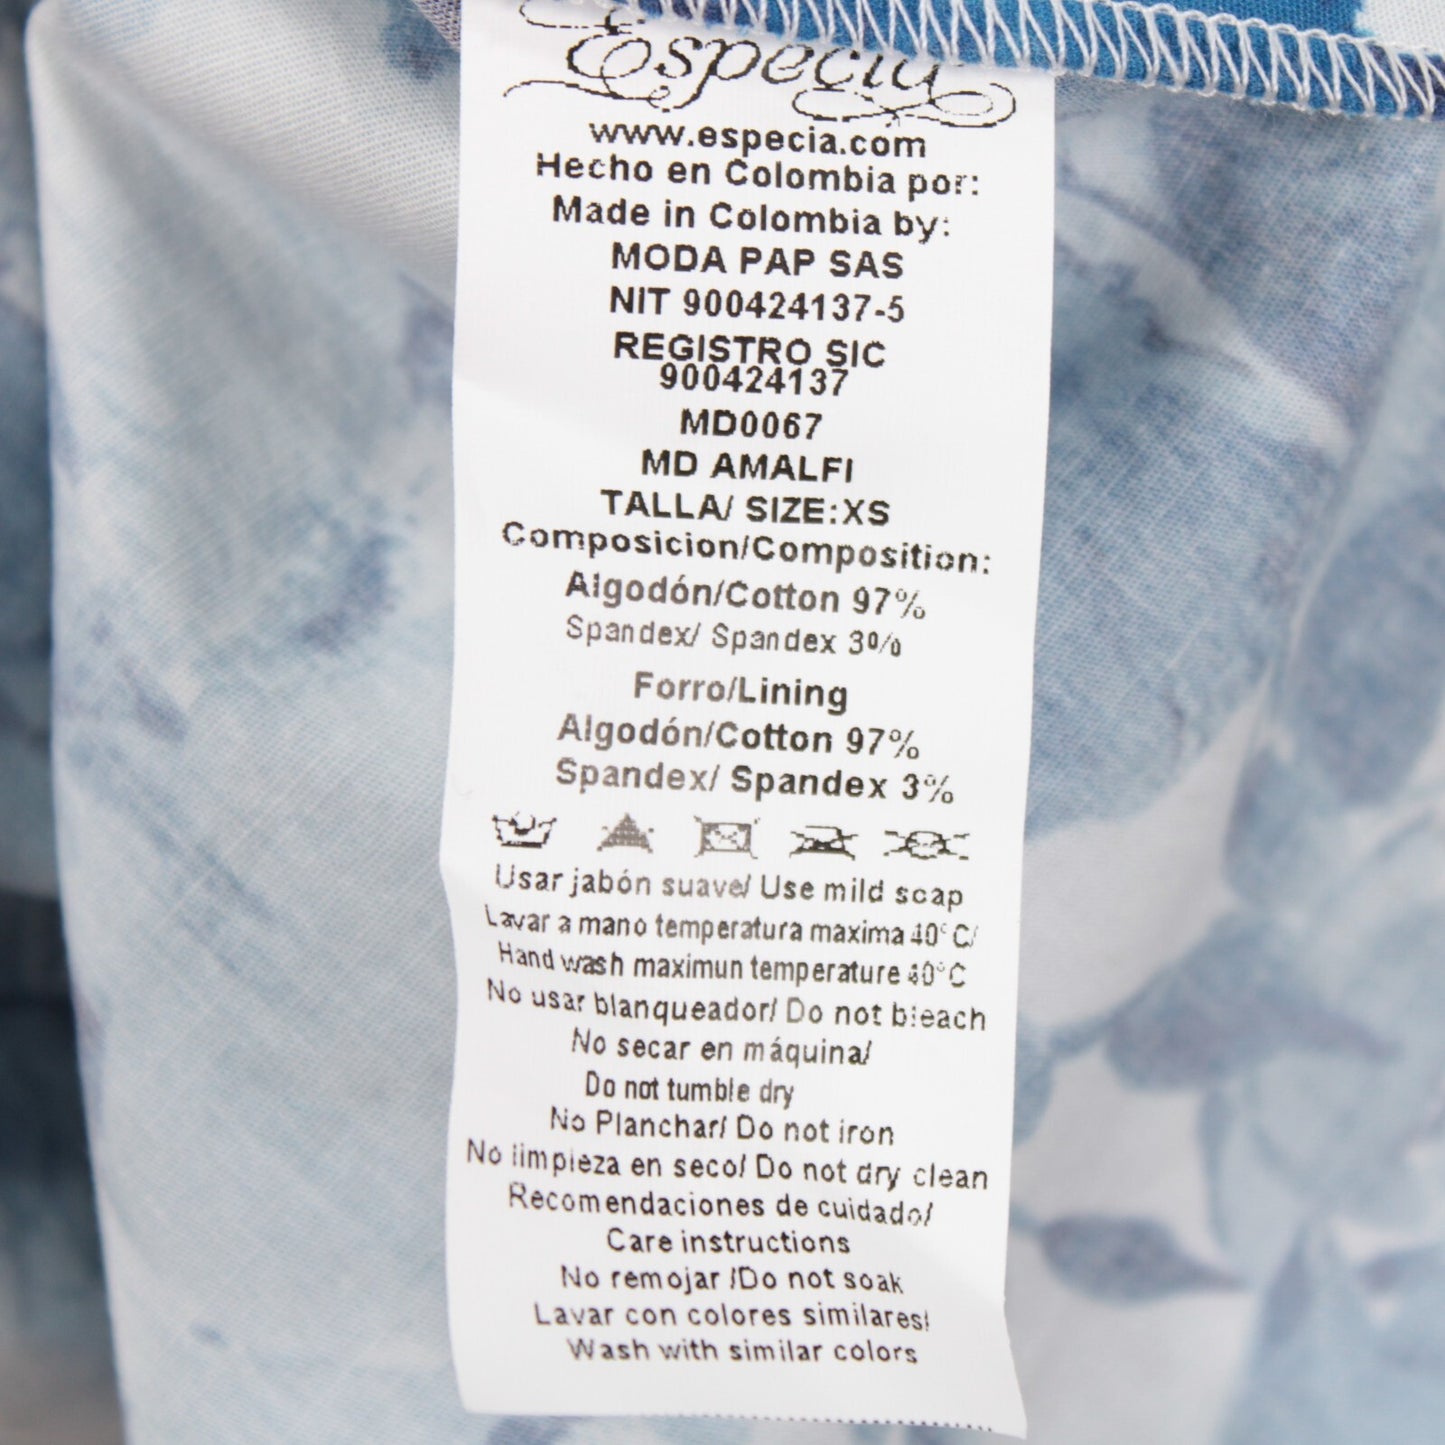 Especia
www.especia.com
Hecho en Colombia por:
Made in Colombia by:
MODA PAP SAS
NIT 900424137-5
REGISTRO SIC
900424137
MD0067
MD AMALFI
TALLA/ SIZE:XS
Composicion/Composition:
Algodón/Cotton 97%
Spandex/ Spandex 3%
Forro/Lining
Algodón/Cotton 97%
Spandex/ Spandex 3%
Usar jabón suave/ Use mild soap
Lavar a mano temperatura maxima 40°C/
Hand wash maximun temperature 40°C
No usar blanqueador/ Do not bleach
No secar en máquina/
Do not tumble dry
No Planchar/ Do not iron
No limpieza en seco/ Do not dry clean
Recomendaciones de cuidado/
Care instructions
No remojar /Do not soak
Lavar con colores similares/
Wash with similar colors